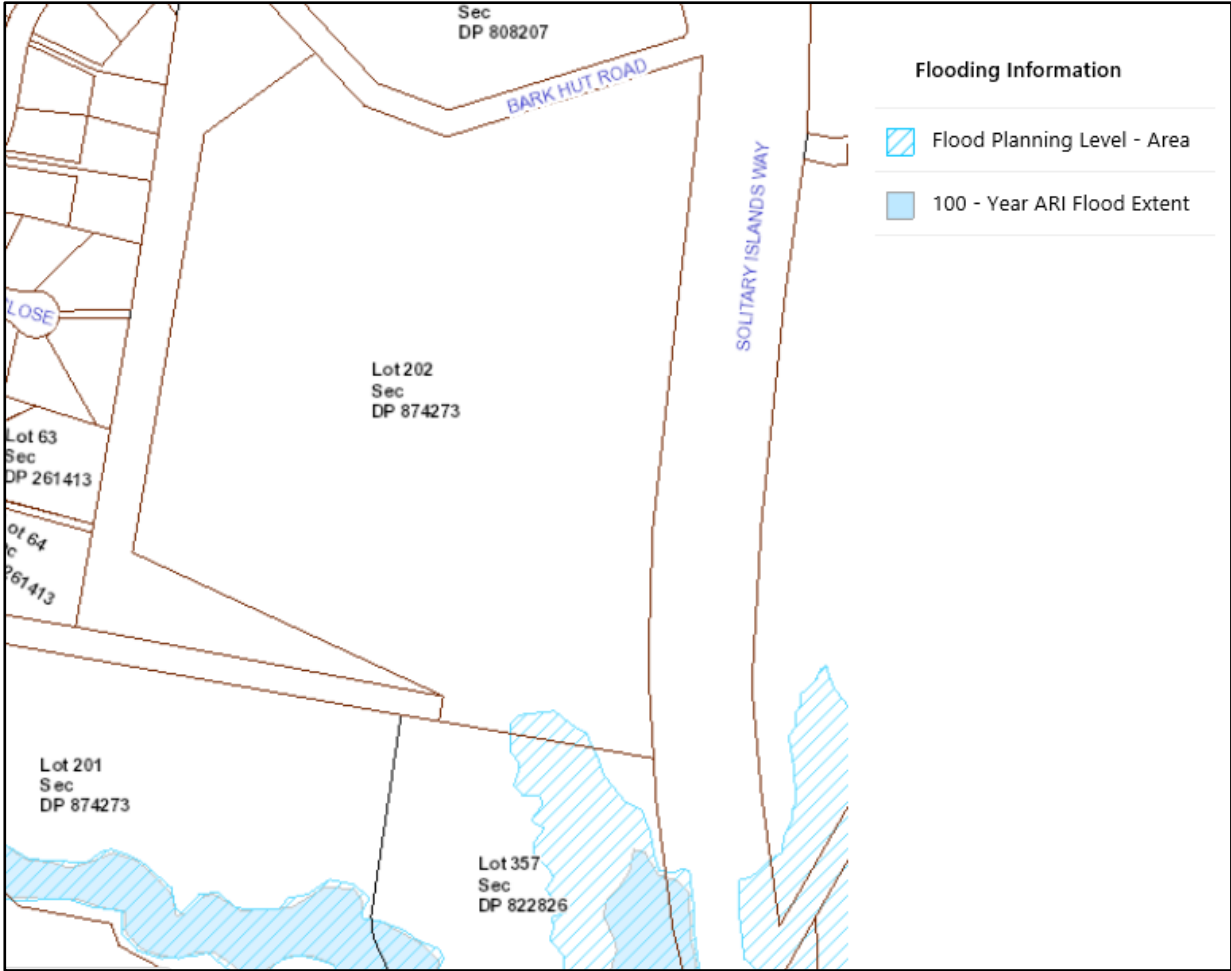 Sec
DP 808207
BARK HUT ROAD
SOLITARY ISLANDS WAY
CLOSE
Lot 202
Sec
DP 874273
Lot 63
Sec
DP 261413
Lot 64
261413
Lot 201
Sec
DP 874273
Lot 357
Sec
DP 822826
Flooding Information
Flood Planning Level - Area
100 - Year ARI Flood Extent